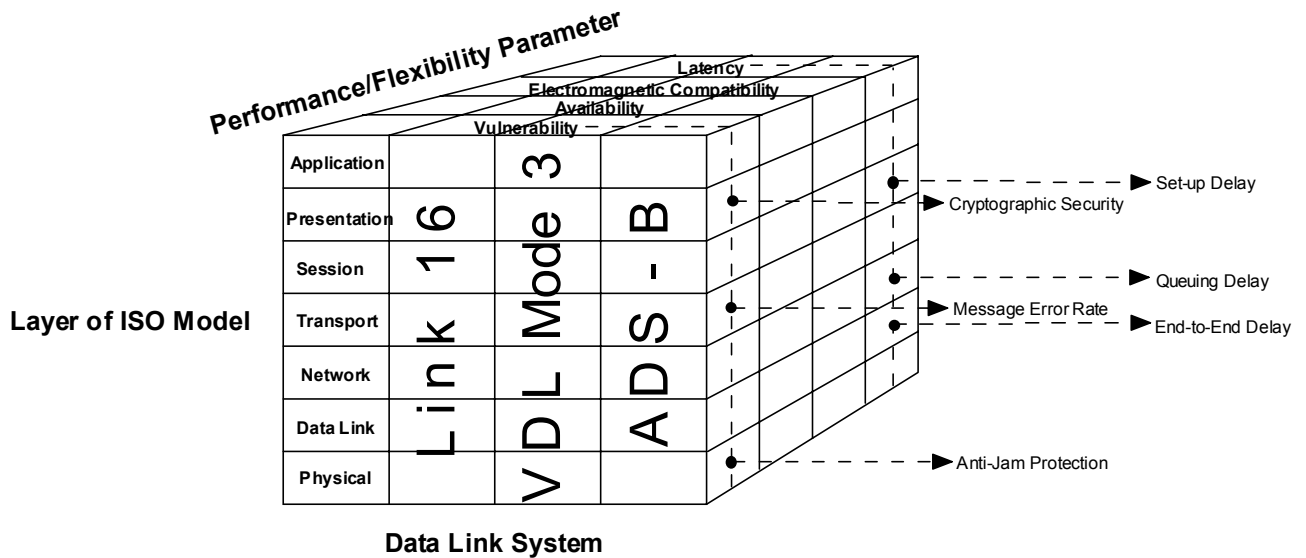 Performance/Flexibility Parameter
Latency
Electromagnetic Compatibility
Availability
Vulnerability
Application
Presentation
Session
Transport
Network
Data Link
Physical
Link 16
VDL Mode 3
ADS-B
Layer of ISO Model
Data Link System
Set-up Delay
Cryptographic Security
Queuing Delay
Message Error Rate
End-to-End Delay
Anti-Jam Protection